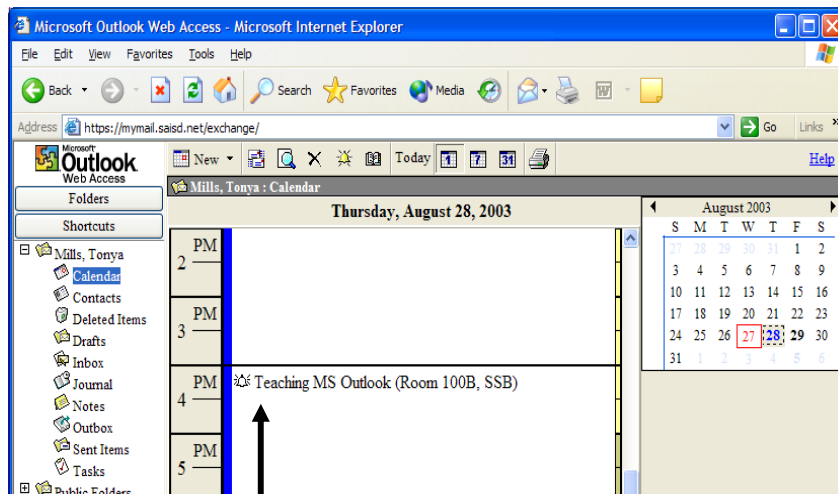 Microsoft Outlook Web Access - Microsoft Internet Explorer
File Edit View Favorites Tools Help
Back Search Favorites Media W
Address https://mymail.saisd.net/exchange/ Go Links »
Microsoft
Outlook
Web Access
New Today 1 7 31 Help
Folders
Mills, Tonya : Calendar
Shortcuts
Thursday, August 28, 2003
August 2003
S M T W T F S
27 28 29 30 31 1 2
3 4 5 6 7 8 9
10 11 12 13 14 15 16
17 18 19 20 21 22 23
24 25 26 27 28 29 30
31 1 2 3 4 5 6
Mills, Tonya
Calendar
Contacts
Deleted Items
Drafts
Inbox
Journal
Notes
Outbox
Sent Items
Tasks
Public Folders
2 PM
3 PM
4 PM Teaching MS Outlook (Room 100B, SSB)
5 PM